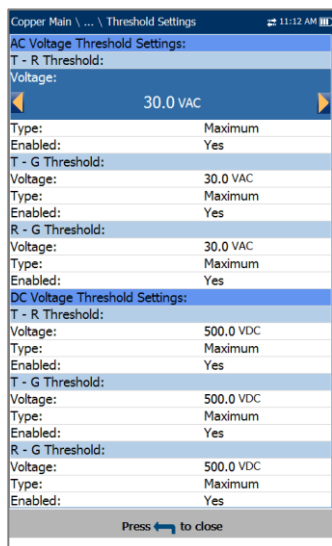 Copper Main \ ... \ Threshold Settings 11:12 AM
AC Voltage Threshold Settings:
T - R Threshold:
Voltage:
30.0 VAC
Type: Maximum
Enabled: Yes
T - G Threshold:
Voltage: 30.0 VAC
Type: Maximum
Enabled: Yes
R - G Threshold:
Voltage: 30.0 VAC
Type: Maximum
Enabled: Yes
DC Voltage Threshold Settings:
T - R Threshold:
Voltage: 500.0 VDC
Type: Maximum
Enabled: Yes
T - G Threshold:
Voltage: 500.0 VDC
Type: Maximum
Enabled: Yes
R - G Threshold:
Voltage: 500.0 VDC
Type: Maximum
Enabled: Yes
Press to close